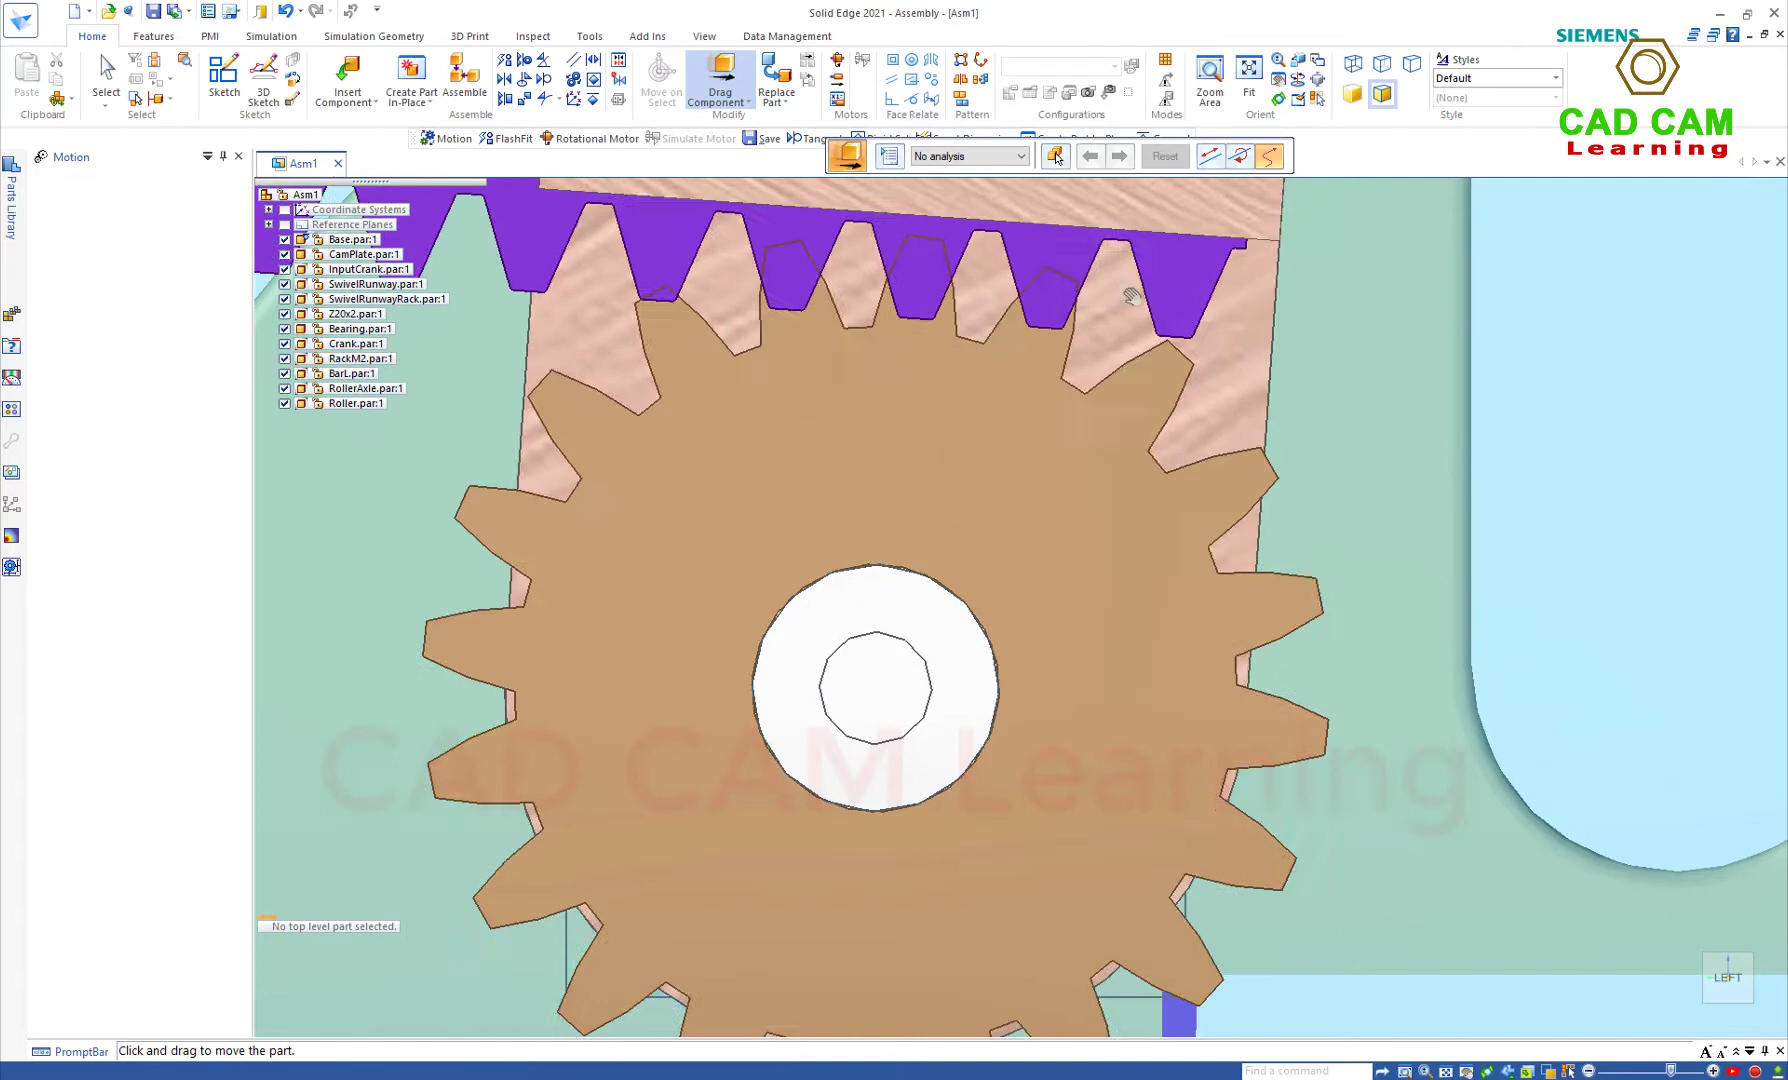 Solid Edge 2021 - Assembly - [Asm1]
Home
Features
PMI
Simulation
Simulation Geometry
3D Print
Inspect
Tools
Add Ins
View
Data Management
SIEMENS
Paste
Clipboard
Select
Select
Sketch
3D Sketch
Sketch
Insert Component
Create Part In-Place
Assemble
Assemble
Move on Select
Drag Component
Replace Part
Modify
Motors
Face Relate
Pattern
Configurations
Modes
Zoom Area
Fit
Orient
Styles
Default
(None)
Style
CAD CAM
Learning
Motion
FlashFit
Rotational Motor
Simulate Motor
Save
No analysis
Reset
Motion
Parts Library
Asm1
Asm1
Coordinate Systems
Reference Planes
Base.par:1
CamPlate.par:1
InputCrank.par:1
SwivelRunway.par:1
SwivelRunwayRack.par:1
Z20x2.par:1
Bearing.par:1
Crank.par:1
RackM2.par:1
BarL.par:1
RollerAxle.par:1
Roller.par:1
CAD CAM Learning
No top level part selected.
LEFT
PromptBar
Click and drag to move the part.
Find a command